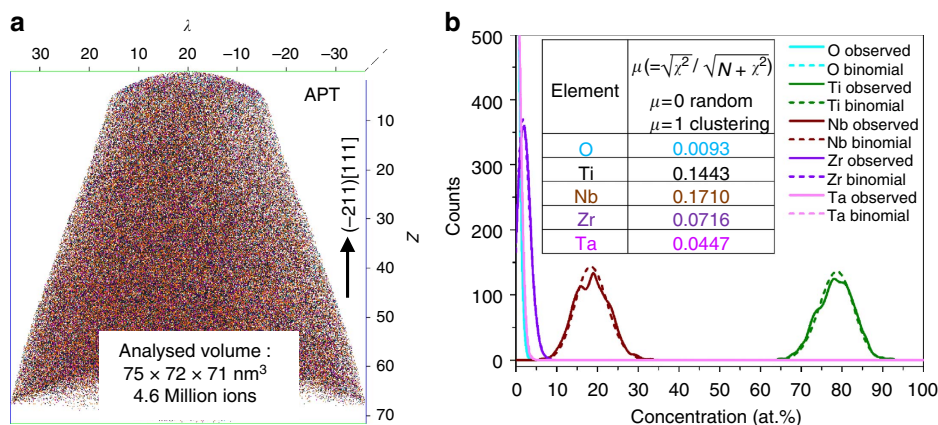 a
λ
30 20 10 20 −10 −20 −30
APT
10
20
30
40
50
60
70
Z
(−211)[111]
Analysed volume :
75 × 72 × 71 nm³
4.6 Million ions
b
500
400
300
200
100
0
Counts
0 10 20 30 40 50 60 70 80 90 100
Concentration (at.%)
Element
μ(=√χ²/√N + χ²)
μ=0 random
μ=1 clustering
O 0.0093
Ti 0.1443
Nb 0.1710
Zr 0.0716
Ta 0.0447
O observed
O binomial
Ti observed
Ti binomial
Nb observed
Nb binomial
Zr observed
Zr binomial
Ta observed
Ta binomial